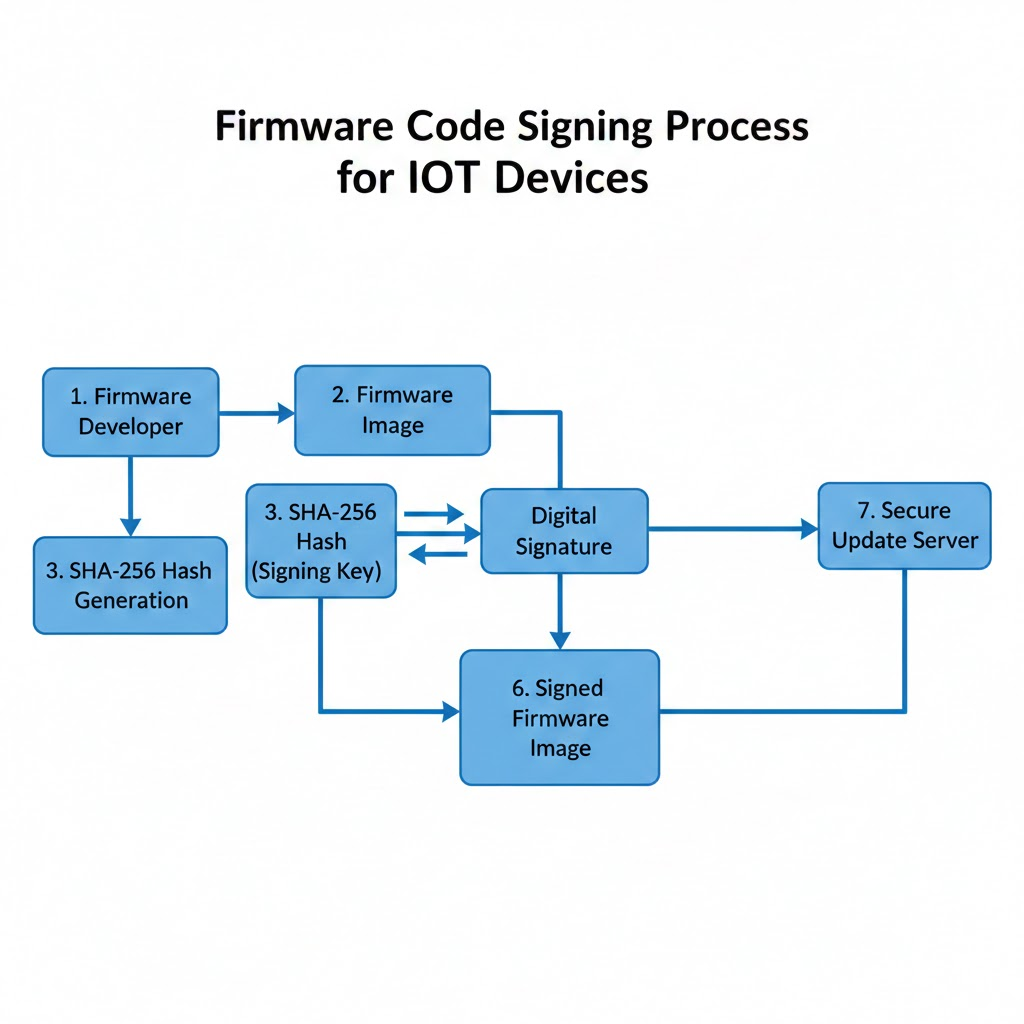 Firmware Code Signing Process
for IOT Devices
1. Firmware
Developer
2. Firmware
Image
3. SHA-256 Hash
Generation
3. SHA-256
Hash
(Signing Key)
Digital
Signature
6. Signed
Firmware
Image
7. Secure
Update Server